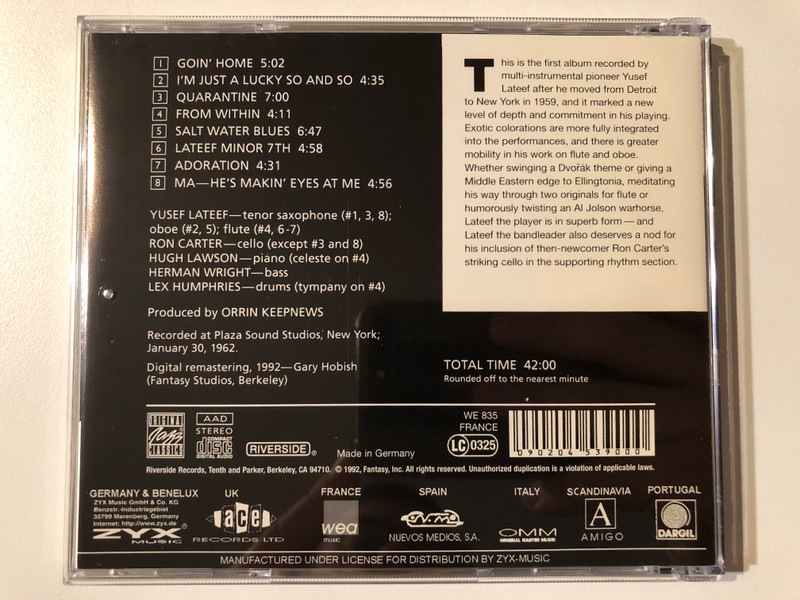 1 GOIN' HOME 5:02
2 I'M JUST A LUCKY SO AND SO 4:35
3 QUARANTINE 7:00
4 FROM WITHIN 4:11
5 SALT WATER BLUES 6:47
6 LATEEF MINOR 7TH 4:58
7 ADORATION 4:31
8 MA—HE'S MAKIN' EYES AT ME 4:56
YUSEF LATEEF—tenor saxophone (#1, 3, 8);
oboe (#2, 5); flute (#4, 6-7)
RON CARTER—cello (except #3 and 8)
HUGH LAWSON—piano (celeste on #4)
HERMAN WRIGHT—bass
LEX HUMPHRIES—drums (tympany on #4)
Produced by ORRIN KEEPNEWS
Recorded at Plaza Sound Studios, New York;
January 30, 1962.
Digital remastering, 1992—Gary Hobish
(Fantasy Studios, Berkeley)
This is the first album recorded by
multi-instrumental pioneer Yusef
Lateef after he moved from Detroit
to New York in 1959, and it marked a new
level of depth and commitment in his playing.
Exotic colorations are more fully integrated
into the performances, and there is greater
mobility in his work on flute and oboe.
Whether swinging a Dvořák theme or giving a
Middle Eastern edge to Ellingtonia, meditating
his way through two originals for flute or
humorously twisting an Al Jolson warhorse,
Lateef the player is in superb form—and
Lateef the bandleader also deserves a nod for
his inclusion of then-newcomer Ron Carter's
striking cello in the supporting rhythm section.
TOTAL TIME 42:00
Rounded off to the nearest minute
ORIGINAL
Jazz
CLASSICS
AAD
STEREO
COMPACT
disc
DIGITAL AUDIO
RIVERSIDE®
Made in Germany
WE 835
FRANCE
LC 0325
0 90204 539000
Riverside Records, Tenth and Parker, Berkeley, CA 94710. © 1992, Fantasy, Inc. All rights reserved. Unauthorized duplication is a violation of applicable laws.
GERMANY & BENELUX
ZYX Music GmbH & Co. KG
Benzstr.-Industriegebiet
35799 Merenberg, Germany
Internet: http://www.zyx.de
ZYX®
MUSIC
UK
ace
RECORDS LTD
FRANCE
wea
MUSIC
SPAIN
NUEVOS MEDIOS, S.A.
ITALY
OMM
ORIGINAL MASTER MUSIC
SCANDINAVIA
A
AMIGO
PORTUGAL
DARGIL
MANUFACTURED UNDER LICENSE FOR DISTRIBUTION BY ZYX-MUSIC